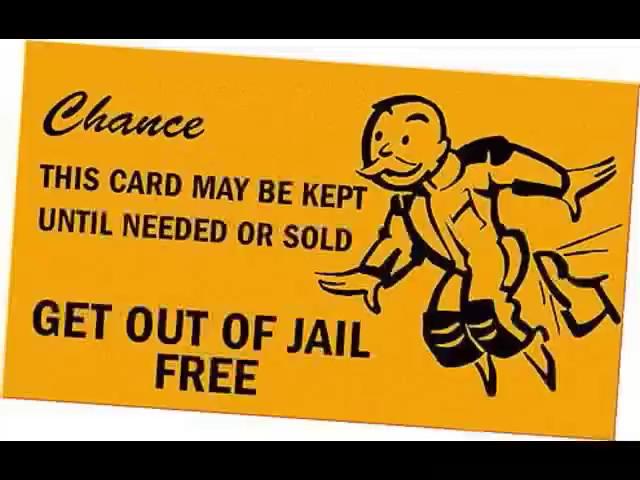 Chance
THIS CARD MAY BE KEPT
UNTIL NEEDED OR SOLD
GET OUT OF JAIL
FREE